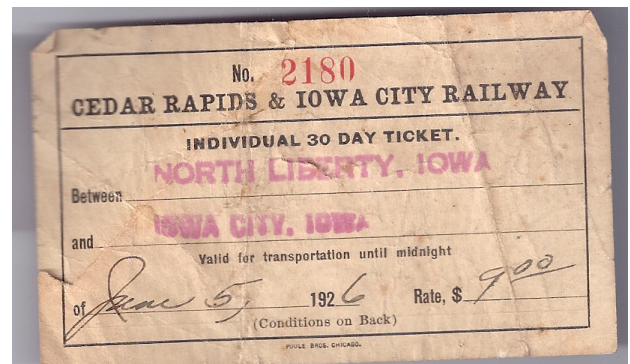 No. 2180
CEDAR RAPIDS & IOWA CITY RAILWAY
INDIVIDUAL 30 DAY TICKET.
Between NORTH LIBERTY, IOWA
and IOWA CITY, IOWA
Valid for transportation until midnight
of June 5, 1926 Rate, $ 9.00
(Conditions on Back)
POOLE BROS. CHICAGO.